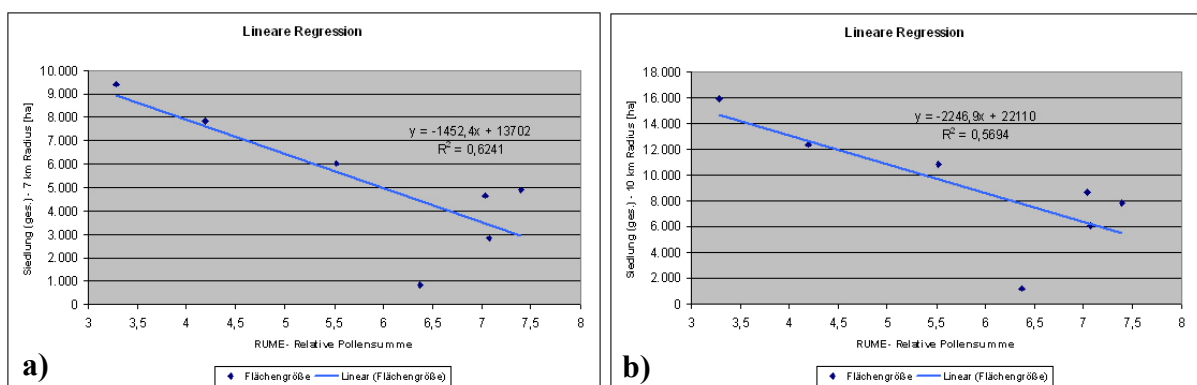 Lineare Regression
10.000
9.000
8.000
7.000
6.000
5.000
4.000
3.000
2.000
1.000
0
Siedlung (ges.) - 7 km Radius [ha]
y = -1452,4x + 13702
R² = 0,6241
3 3,5 4 4,5 5 5,5 6 6,5 7 7,5 8
RUME- Relative Pollensumme
a)
Flächengröße Linear (Flächengröße)
Lineare Regression
18.000
16.000
14.000
12.000
10.000
8.000
6.000
4.000
2.000
0
Siedlung (ges.) - 10 km Radius [ha]
y = -2246,9x + 22110
R² = 0,5694
3 3,5 4 4,5 5 5,5 6 6,5 7 7,5 8
RUME- Relative Pollensumme
b)
Flächengröße Linear (Flächengröße)